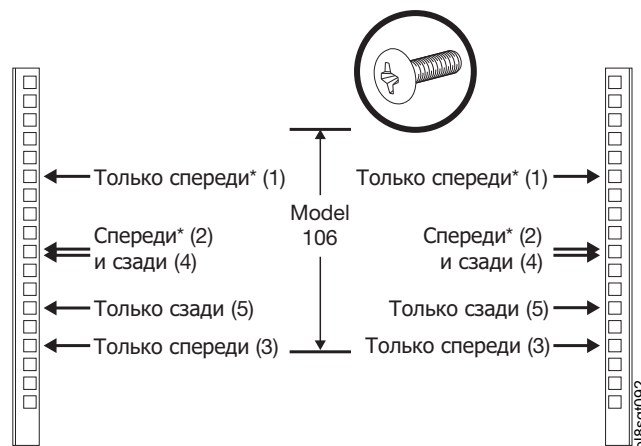 Только спереди* (1)
Только спереди* (1)
Model
106
Спереди* (2)
и сзади (4)
Спереди* (2)
и сзади (4)
Только сзади (5)
Только сзади (5)
Только спереди (3)
Только спереди (3)